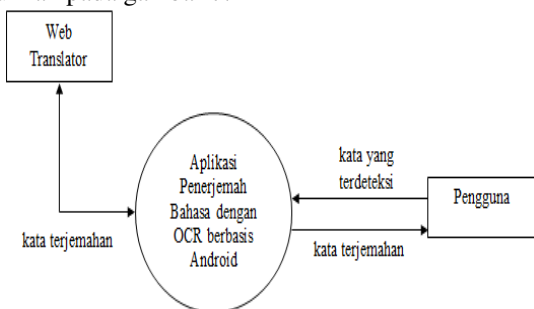 Web
Translator
Aplikasi
Penerjemah
Bahasa dengan
OCR berbasis
Android
kata yang
terdeteksi
Pengguna
kata terjemahan
kata terjemahan